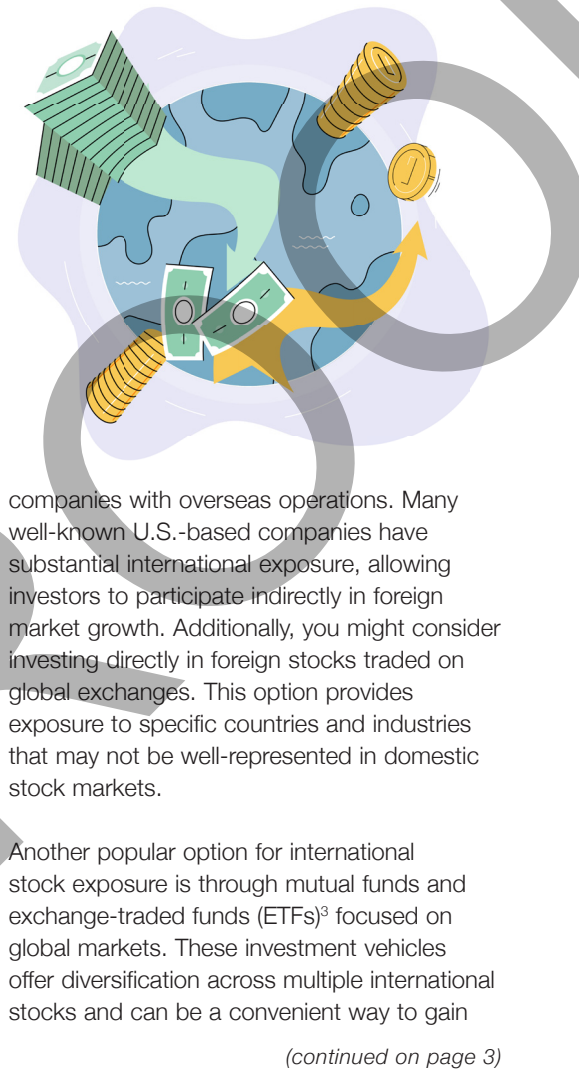 companies with overseas operations. Many
well-known U.S.-based companies have
substantial international exposure, allowing
investors to participate indirectly in foreign
market growth. Additionally, you might consider
investing directly in foreign stocks traded on
global exchanges. This option provides
exposure to specific countries and industries
that may not be well-represented in domestic
stock markets.
Another popular option for international
stock exposure is through mutual funds and
exchange-traded funds (ETFs)³ focused on
global markets. These investment vehicles
offer diversification across multiple international
stocks and can be a convenient way to gain
(continued on page 3)